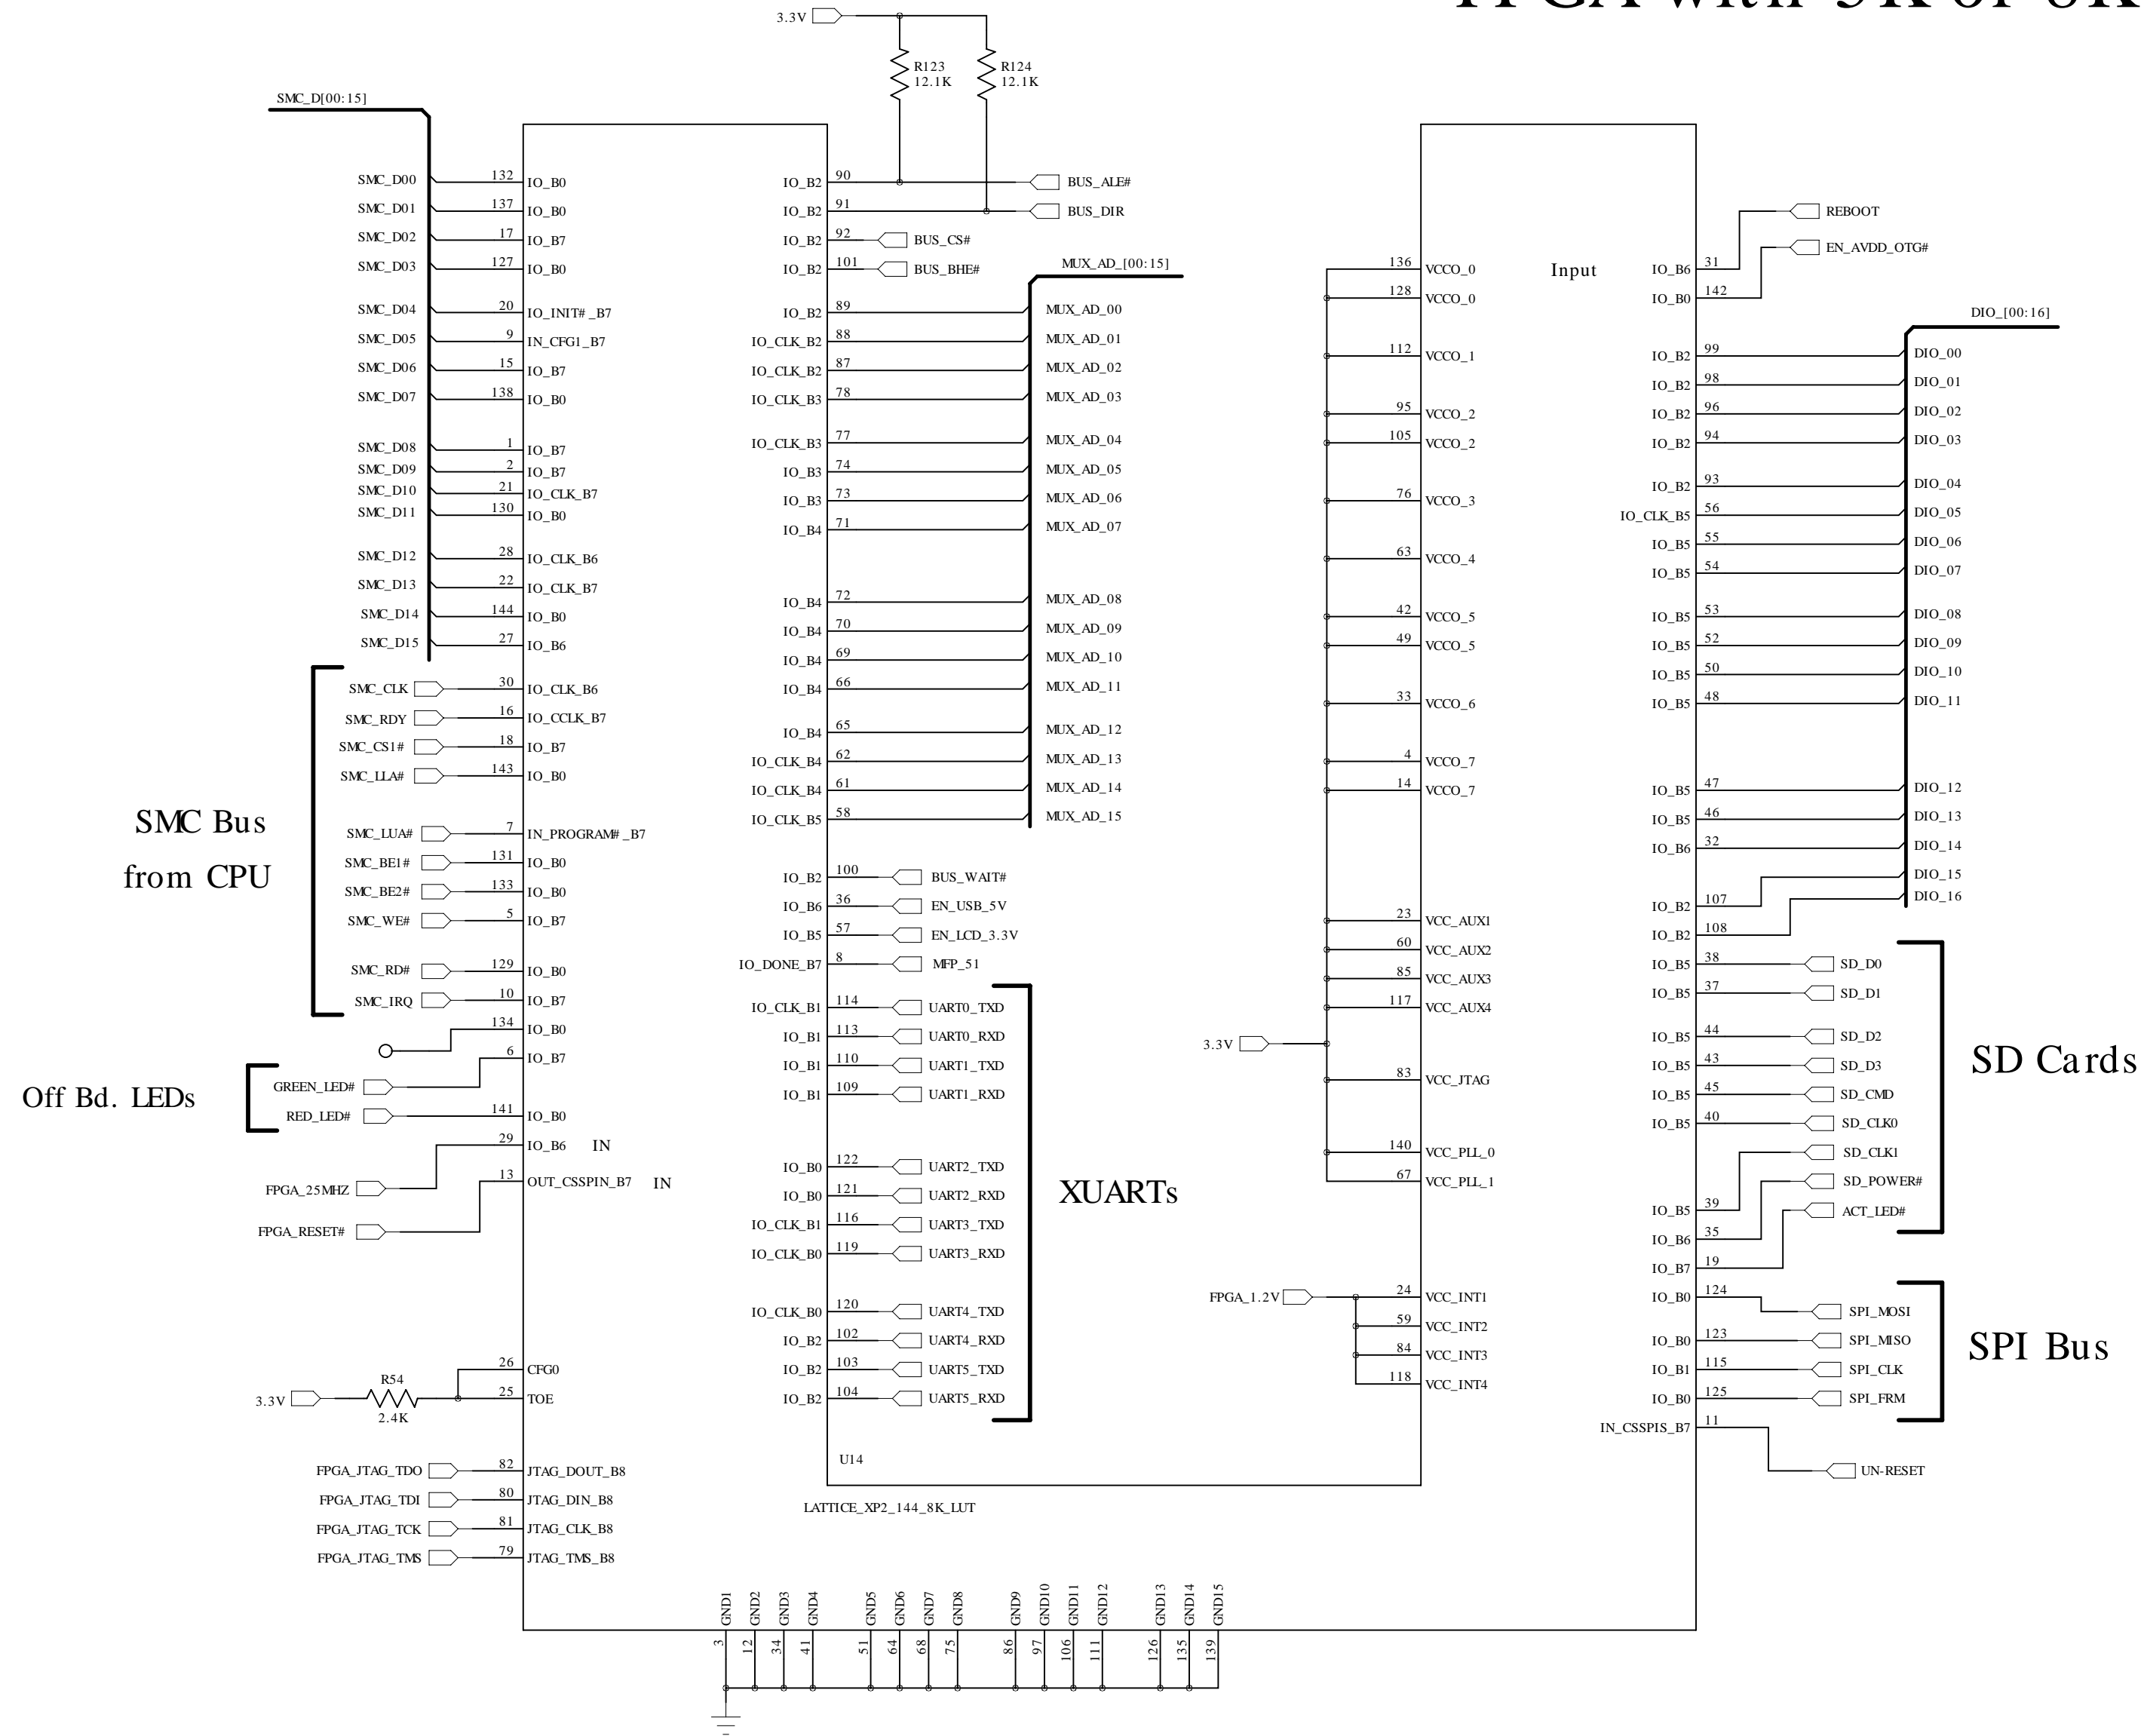 FPGA with 5K or 8K
3.3V
R123
12.1K
R124
12.1K
SMC_D[00:15]
SMC_D00 132 IO_B0
SMC_D01 137 IO_B0
SMC_D02 17 IO_B7
SMC_D03 127 IO_B0
SMC_D04 20 IO_INIT#_B7
SMC_D05 9 IN_CFG1_B7
SMC_D06 15 IO_B7
SMC_D07 138 IO_B0
SMC_D08 1 IO_B7
SMC_D09 2 IO_B7
SMC_D10 21 IO_CLK_B7
SMC_D11 130 IO_B0
SMC_D12 28 IO_CLK_B6
SMC_D13 22 IO_CLK_B7
SMC_D14 144 IO_B0
SMC_D15 27 IO_B6
SMC Bus
from CPU
SMC_CLK 30 IO_CLK_B6
SMC_RDY 16 IO_CCLK_B7
SMC_CS1# 18 IO_B7
SMC_LLA# 143 IO_B0
SMC_LUA# 7 IN_PROGRAM#_B7
SMC_BE1# 131 IO_B0
SMC_BE2# 133 IO_B0
SMC_WE# 5 IO_B7
SMC_RD# 129 IO_B0
SMC_IRQ 10 IO_B7
134 IO_B0
6 IO_B7
Off Bd. LEDs
GREEN_LED#
RED_LED# 141 IO_B0
29 IO_B6 IN
FPGA_25MHZ
13 OUT_CSSPIN_B7 IN
FPGA_RESET#
26 CFG0
3.3V R54 2.4K 25 TOE
FPGA_JTAG_TDO 82 JTAG_DOUT_B8
FPGA_JTAG_TDI 80 JTAG_DIN_B8
FPGA_JTAG_TCK 81 JTAG_CLK_B8
FPGA_JTAG_TMS 79 JTAG_TMS_B8
IO_B2 90 BUS_ALE#
IO_B2 91 BUS_DIR
IO_B2 92 BUS_CS#
IO_B2 101 BUS_BHE#
MUX_AD_[00:15]
IO_B2 89 MUX_AD_00
IO_CLK_B2 88 MUX_AD_01
IO_CLK_B2 87 MUX_AD_02
IO_CLK_B3 78 MUX_AD_03
IO_CLK_B3 77 MUX_AD_04
IO_B3 74 MUX_AD_05
IO_B3 73 MUX_AD_06
IO_B4 71 MUX_AD_07
IO_B4 72 MUX_AD_08
IO_B4 70 MUX_AD_09
IO_B4 69 MUX_AD_10
IO_B4 66 MUX_AD_11
IO_B4 65 MUX_AD_12
IO_CLK_B4 62 MUX_AD_13
IO_CLK_B4 61 MUX_AD_14
IO_CLK_B5 58 MUX_AD_15
IO_B2 100 BUS_WAIT#
IO_B6 36 EN_USB_5V
IO_B5 57 EN_LCD_3.3V
IO_DONE_B7 8 MFP_51
IO_CLK_B1 114 UART0_TXD
IO_B1 113 UART0_RXD
IO_B1 110 UART1_TXD
IO_B1 109 UART1_RXD
IO_B0 122 UART2_TXD
IO_B0 121 UART2_RXD
IO_CLK_B1 116 UART3_TXD
IO_CLK_B0 119 UART3_RXD
IO_CLK_B0 120 UART4_TXD
IO_B2 102 UART4_RXD
IO_B2 103 UART5_TXD
IO_B2 104 UART5_RXD
XUARTs
U14
LATTICE_XP2_144_8K_LUT
136 VCCO_0
128 VCCO_0
112 VCCO_1
95 VCCO_2
105 VCCO_2
76 VCCO_3
63 VCCO_4
42 VCCO_5
49 VCCO_5
33 VCCO_6
4 VCCO_7
14 VCCO_7
23 VCC_AUX1
60 VCC_AUX2
85 VCC_AUX3
117 VCC_AUX4
3.3V
83 VCC_JTAG
140 VCC_PLL_0
67 VCC_PLL_1
FPGA_1.2V 24 VCC_INT1
59 VCC_INT2
84 VCC_INT3
118 VCC_INT4
REBOOT
EN_AVDD_OTG#
Input IO_B6 31
IO_B0 142
DIO_[00:16]
IO_B2 99 DIO_00
IO_B2 98 DIO_01
IO_B2 96 DIO_02
IO_B2 94 DIO_03
IO_B2 93 DIO_04
IO_CLK_B5 56 DIO_05
IO_B5 55 DIO_06
IO_B5 54 DIO_07
IO_B5 53 DIO_08
IO_B5 52 DIO_09
IO_B5 50 DIO_10
IO_B5 48 DIO_11
IO_B5 47 DIO_12
IO_B5 46 DIO_13
IO_B6 32 DIO_14
DIO_15
DIO_16
IO_B2 107
IO_B2 108
IO_B5 38 SD_D0
IO_B5 37 SD_D1
IO_B5 44 SD_D2
IO_B5 43 SD_D3
IO_B5 45 SD_CMD
IO_B5 40 SD_CLK0
SD_CLK1
SD_POWER#
IO_B5 39 ACT_LED#
IO_B6 35
IO_B7 19
SD Cards
IO_B0 124 SPI_MOSI
IO_B0 123 SPI_MISO
IO_B1 115 SPI_CLK
IO_B0 125 SPI_FRM
SPI Bus
IN_CSSPIS_B7 11
UN-RESET
GND1 GND2 GND3 GND4 GND5 GND6 GND7 GND8 GND9 GND10 GND11 GND12 GND13 GND14 GND15
3 12 34 41 51 64 68 75 86 97 106 111 126 135 139